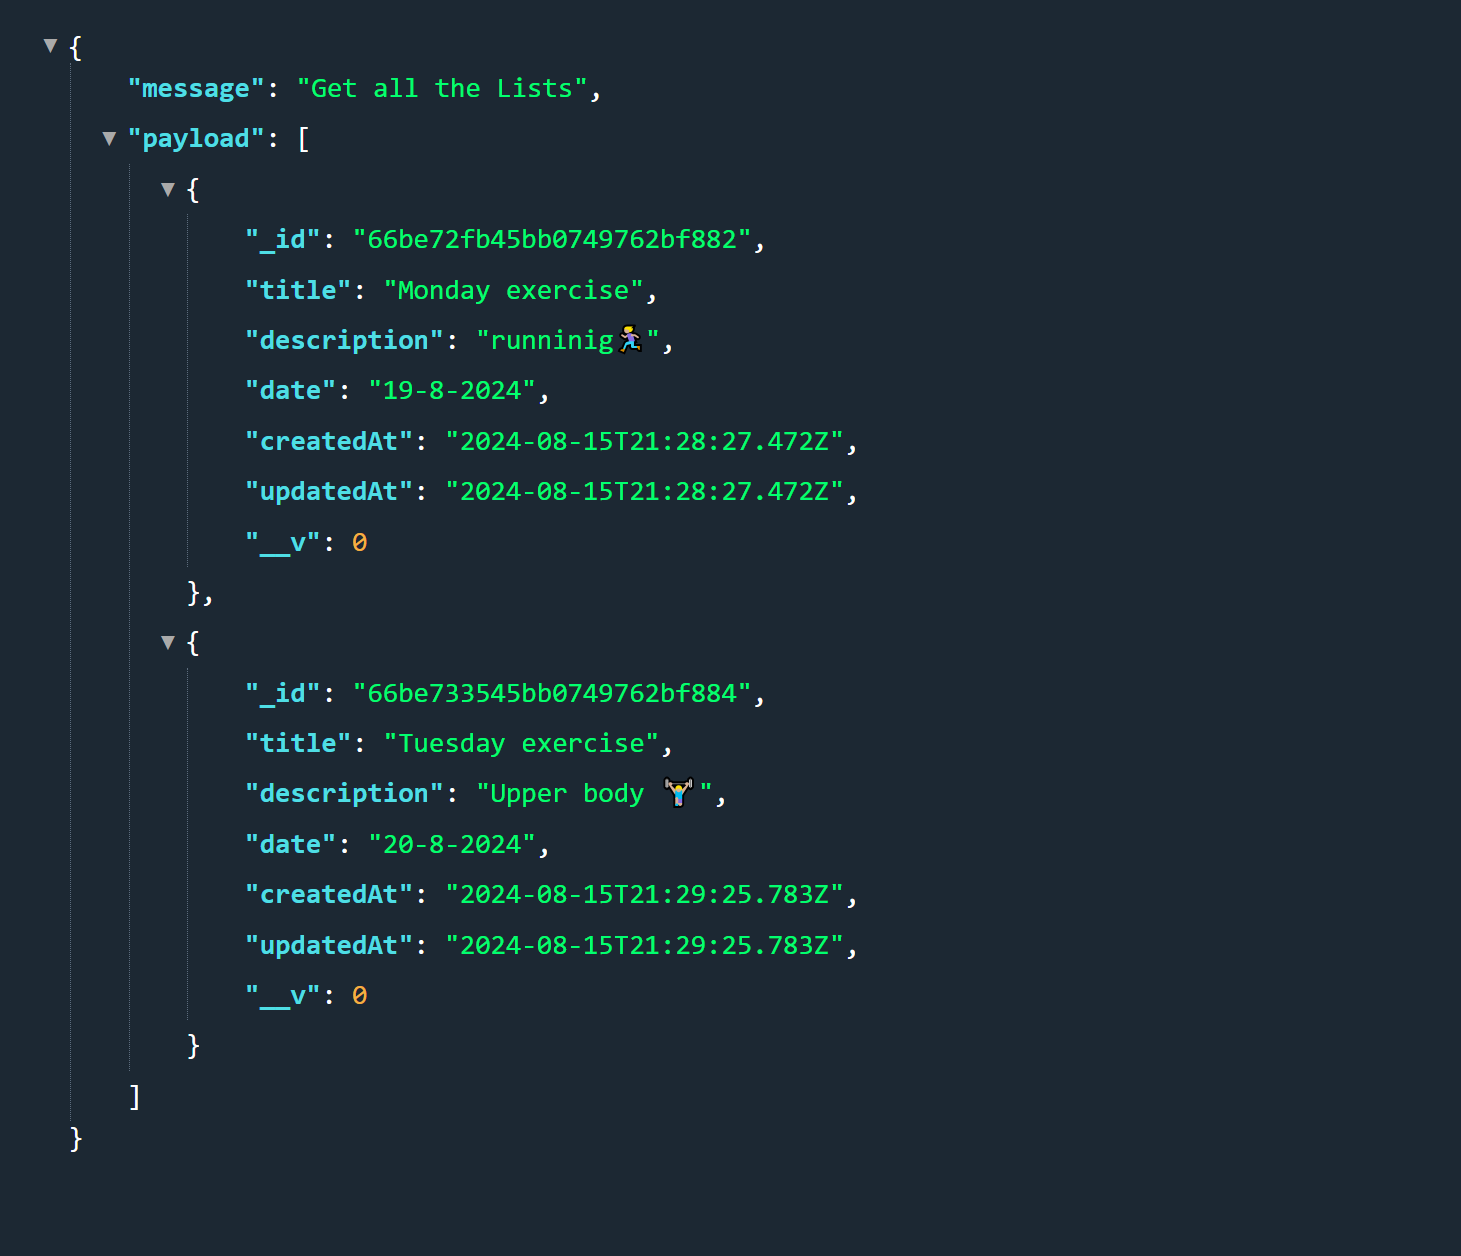 {
"message": "Get all the Lists",
"payload": [
{
"_id": "66be72fb45bb0749762bf882",
"title": "Monday exercise",
"description": "runninig🏃‍♀️",
"date": "19-8-2024",
"createdAt": "2024-08-15T21:28:27.472Z",
"updatedAt": "2024-08-15T21:28:27.472Z",
"__v": 0
},
{
"_id": "66be733545bb0749762bf884",
"title": "Tuesday exercise",
"description": "Upper body 🏋️‍♀️",
"date": "20-8-2024",
"createdAt": "2024-08-15T21:29:25.783Z",
"updatedAt": "2024-08-15T21:29:25.783Z",
"__v": 0
}
]
}